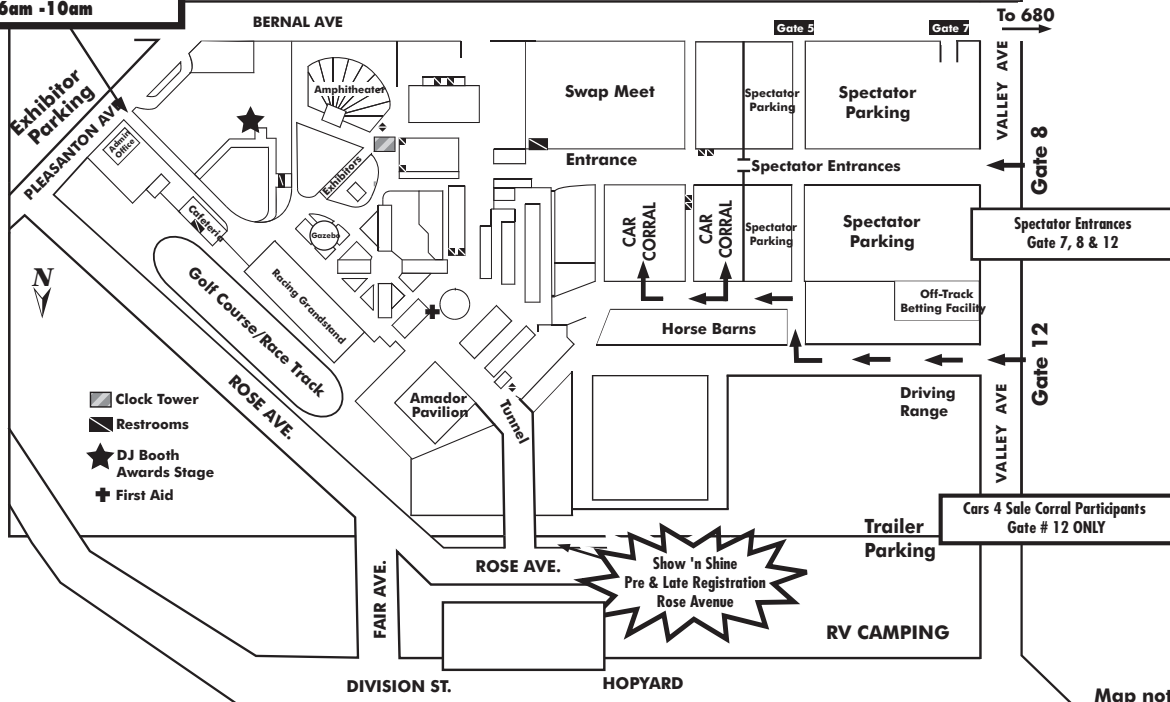 6am -10am
BERNAL AVE
Gate 5
Gate 7
To 680
Exhibitor
Parking
PLEASANTON AVE
Admin
Office
Amphitheater
Swap Meet
Spectator
Parking
Spectator
Parking
VALLEY AVE
Gate 8
Entrance
Spectator Entrances
Exhibitors
Cafeteria
Gazebo
CAR
CORRAL
CAR
CORRAL
Spectator
Parking
Spectator
Parking
Spectator Entrances
Gate 7, 8 & 12
N
Golf Course/Race Track
Racing Grandstand
Off-Track
Betting Facility
Horse Barns
Gate 12
ROSE AVE.
Amador
Pavilion
Tunnel
Driving
Range
VALLEY AVE
Clock Tower
Restrooms
DJ Booth
Awards Stage
First Aid
Cars 4 Sale Corral Participants
Gate # 12 ONLY
Trailer
Parking
ROSE AVE.
Show 'n Shine
Pre & Late Registration
Rose Avenue
FAIR AVE.
RV CAMPING
DIVISION ST.
HOPYARD
Map not